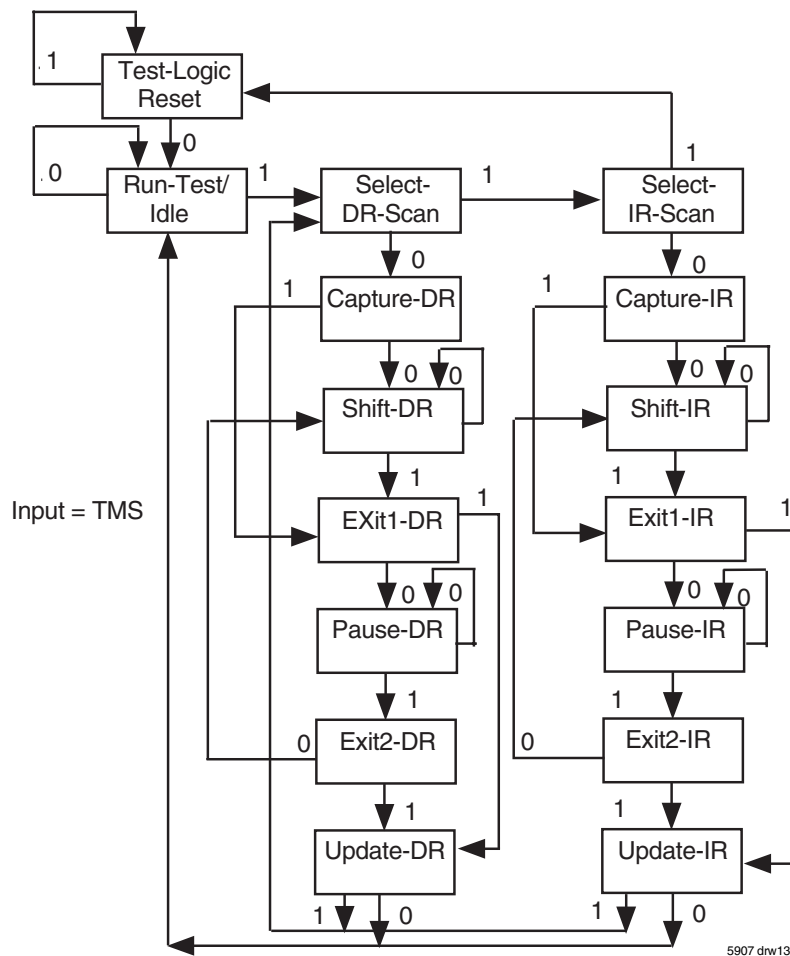 .1
Test-Logic
Reset
0
1
.0
Run-Test/
Idle
1
Select-
DR-Scan
1
Select-
IR-Scan
0
0
1
Capture-DR
1
Capture-IR
0
0
0
0
Shift-DR
Shift-IR
1
1
Input = TMS
EXit1-DR
1
Exit1-IR
1
0
0
0
0
Pause-DR
Pause-IR
1
1
0
Exit2-DR
0
Exit2-IR
1
1
Update-DR
Update-IR
1
0
1
0
5907 drw13